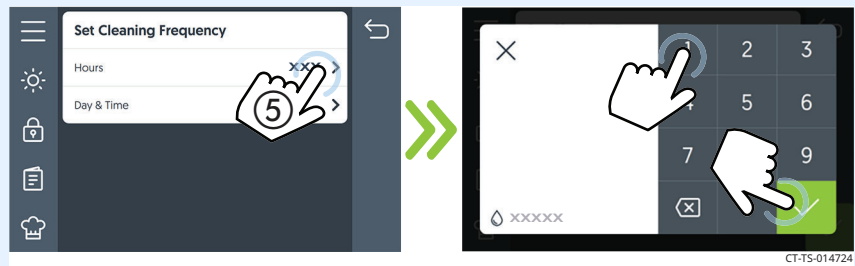 Set Cleaning Frequency
Hours XXX
Day & Time
5
1 2 3
4 5 6
7 9
XXXXX
CT-TS-014724